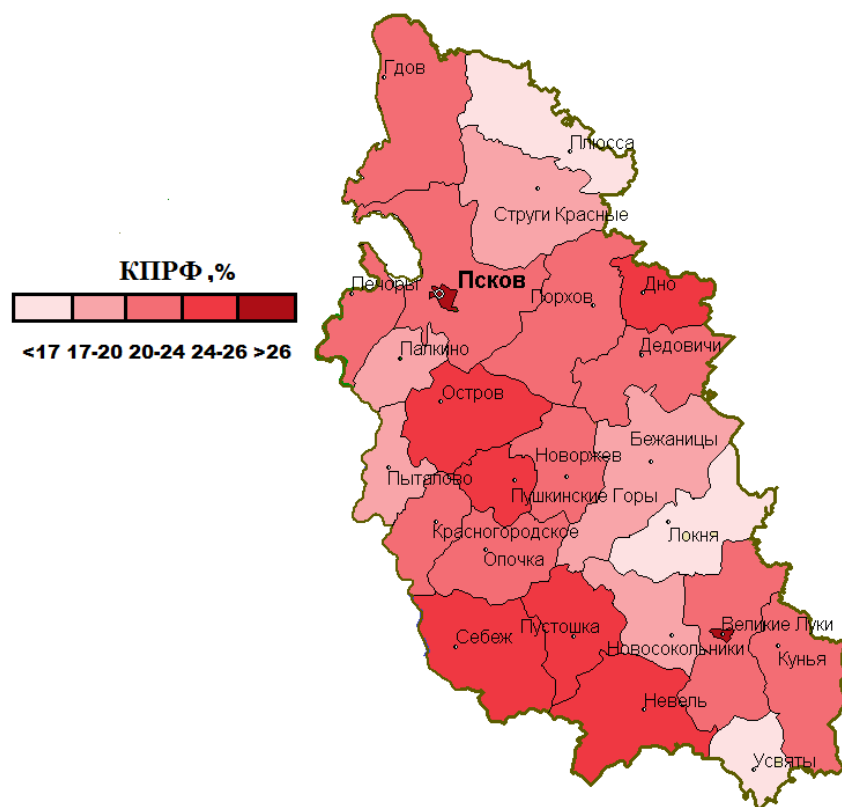 Гдов
Плюсса
Струги Красные
КПРФ,%
Псков
Печоры
Порхов
Дно
<17 17-20 20-24 24-26 >26
Палкино
Дедовичи
Остров
Бежаницы
Новоржев
Пыталово
Пушкинские Горы
Красногородское
Локня
Опочка
Великие Луки
Пустошка
Себеж
Новосокольники
Кунья
Невель
Усвяты